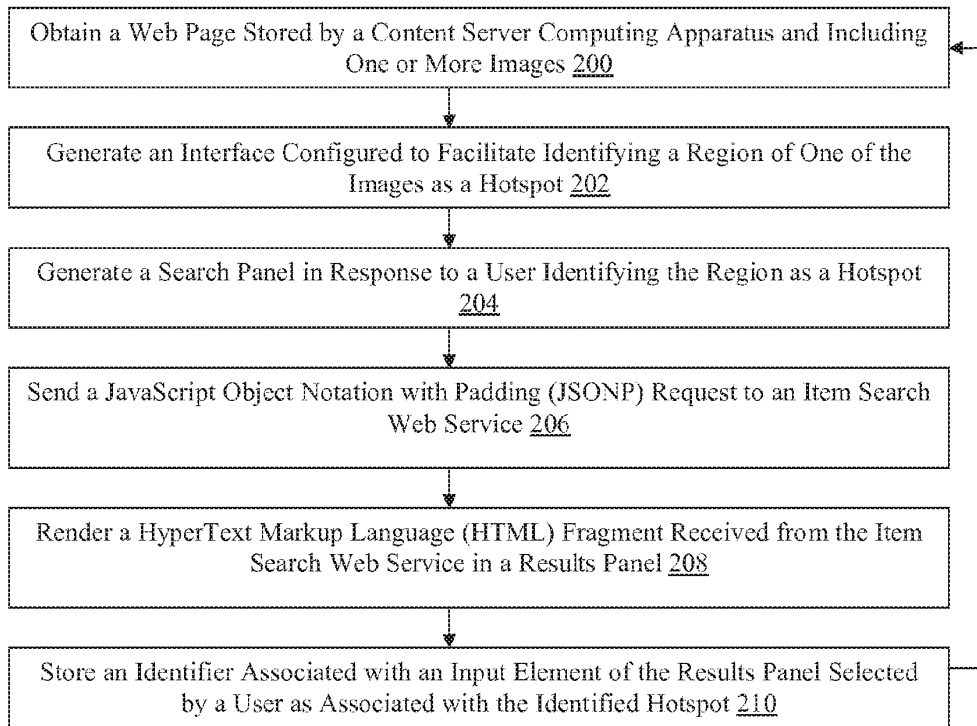 Obtain a Web Page Stored by a Content Server Computing Apparatus and Including
One or More Images 200
Generate an Interface Configured to Facilitate Identifying a Region of One of the
Images as a Hotspot 202
Generate a Search Panel in Response to a User Identifying the Region as a Hotspot
204
Send a JavaScript Object Notation with Padding (JSONP) Request to an Item Search
Web Service 206
Render a HyperText Markup Language (HTML) Fragment Received from the Item
Search Web Service in a Results Panel 208
Store an Identifier Associated with an Input Element of the Results Panel Selected
by a User as Associated with the Identified Hotspot 210